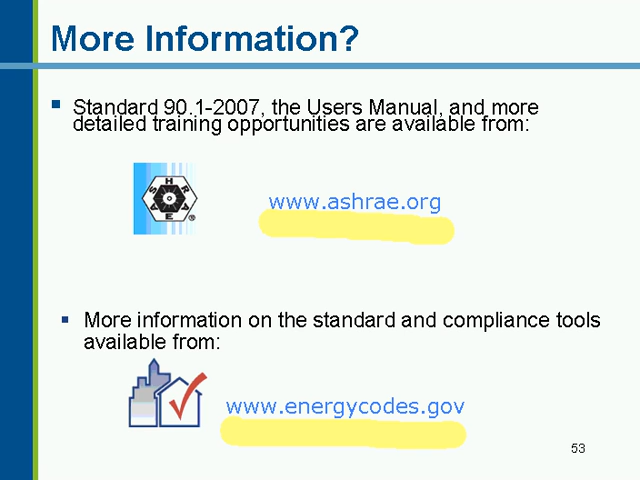 More Information?
Standard 90.1-2007, the Users Manual, and more
detailed training opportunities are available from:
ASHRAE ®
www.ashrae.org
More information on the standard and compliance tools
available from:
www.energycodes.gov
53